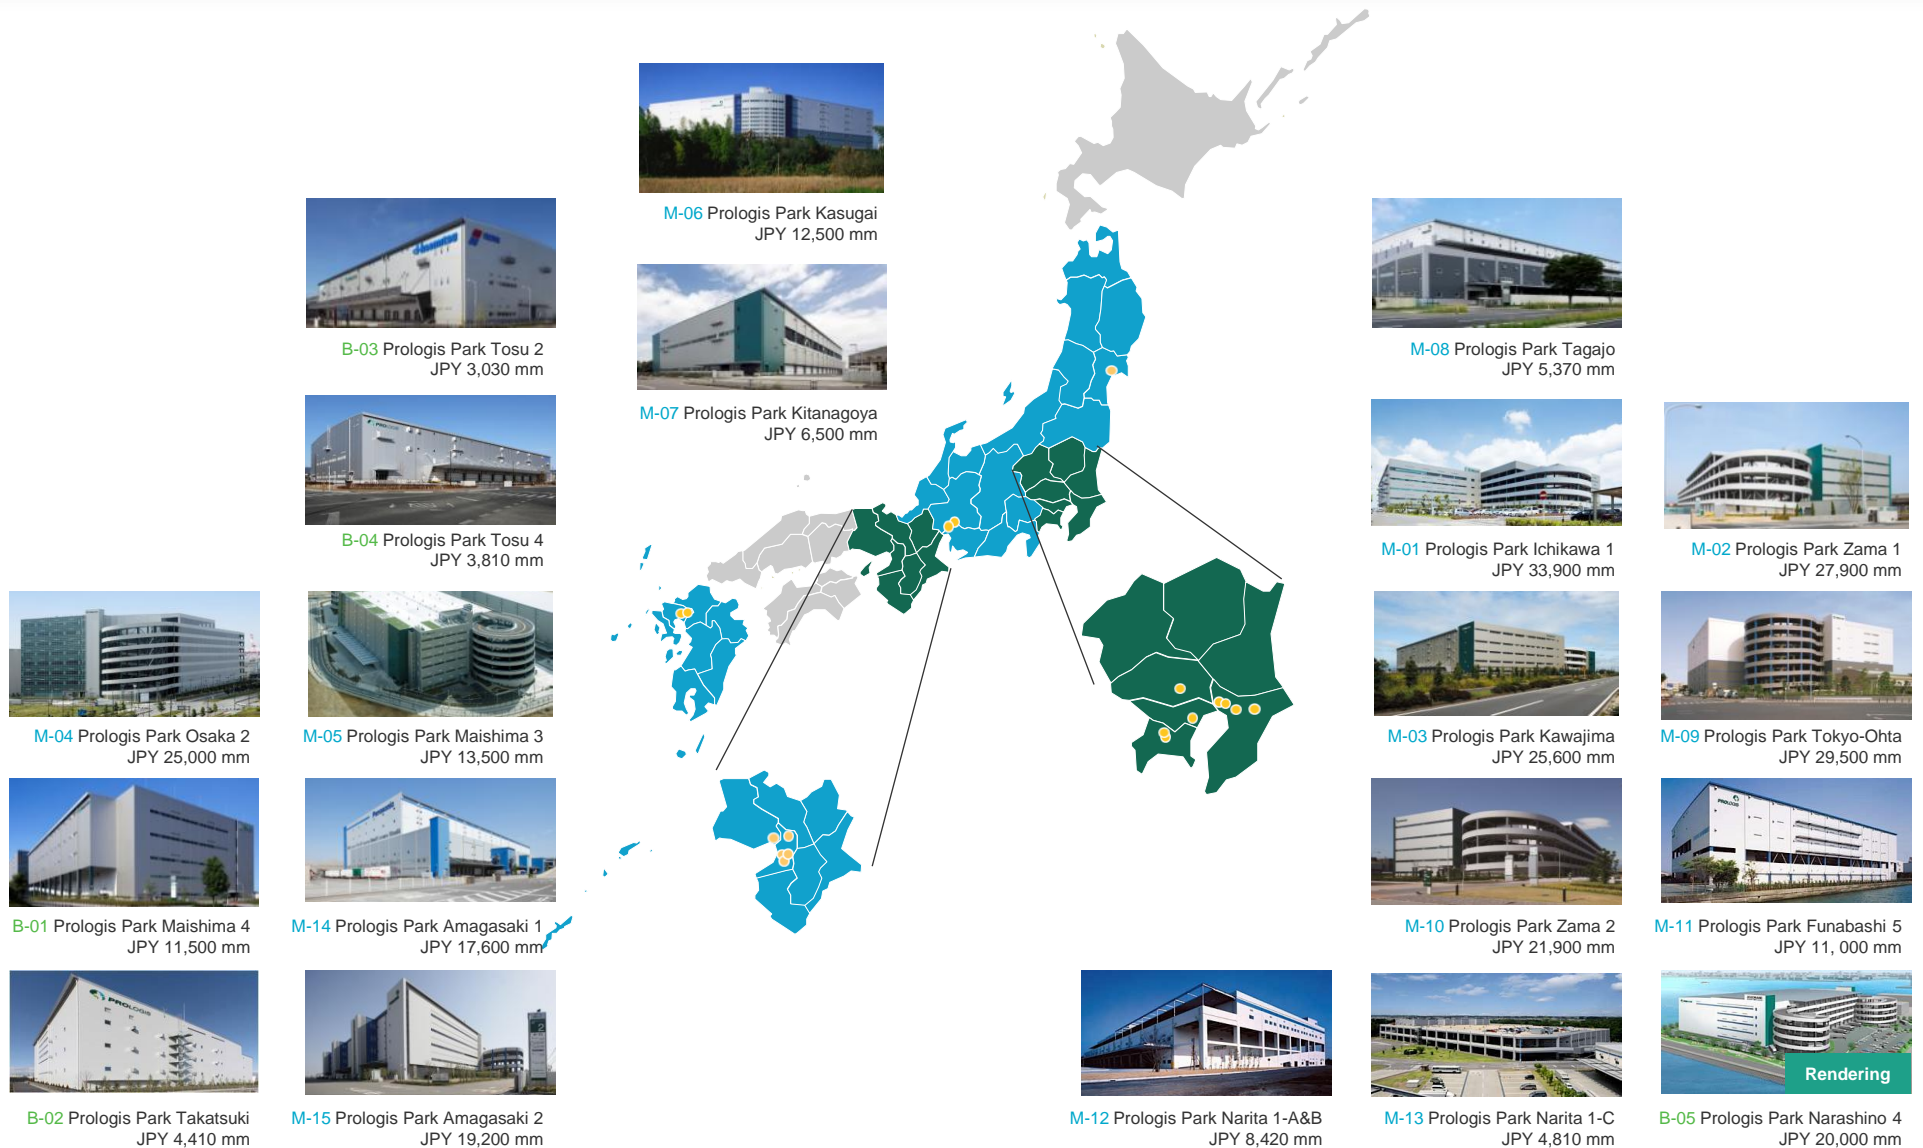 M-06 Prologis Park Kasugai
JPY 12,500 mm
B-03 Prologis Park Tosu 2
JPY 3,030 mm
M-08 Prologis Park Tagajo
JPY 5,370 mm
M-07 Prologis Park Kitanagoya
JPY 6,500 mm
B-04 Prologis Park Tosu 4
JPY 3,810 mm
M-01 Prologis Park Ichikawa 1
JPY 33,900 mm
M-02 Prologis Park Zama 1
JPY 27,900 mm
M-04 Prologis Park Osaka 2
JPY 25,000 mm
M-05 Prologis Park Maishima 3
JPY 13,500 mm
M-03 Prologis Park Kawajima
JPY 25,600 mm
M-09 Prologis Park Tokyo-Ohta
JPY 29,500 mm
PROLOGIS
B-01 Prologis Park Maishima 4
JPY 11,500 mm
M-14 Prologis Park Amagasaki 1
JPY 17,600 mm
M-10 Prologis Park Zama 2
JPY 21,900 mm
M-11 Prologis Park Funabashi 5
JPY 11, 000 mm
PROLOGIS
2
Rendering
B-02 Prologis Park Takatsuki
JPY 4,410 mm
M-15 Prologis Park Amagasaki 2
JPY 19,200 mm
M-12 Prologis Park Narita 1-A&B
JPY 8,420 mm
M-13 Prologis Park Narita 1-C
JPY 4,810 mm
B-05 Prologis Park Narashino 4
JPY 20,000 mm